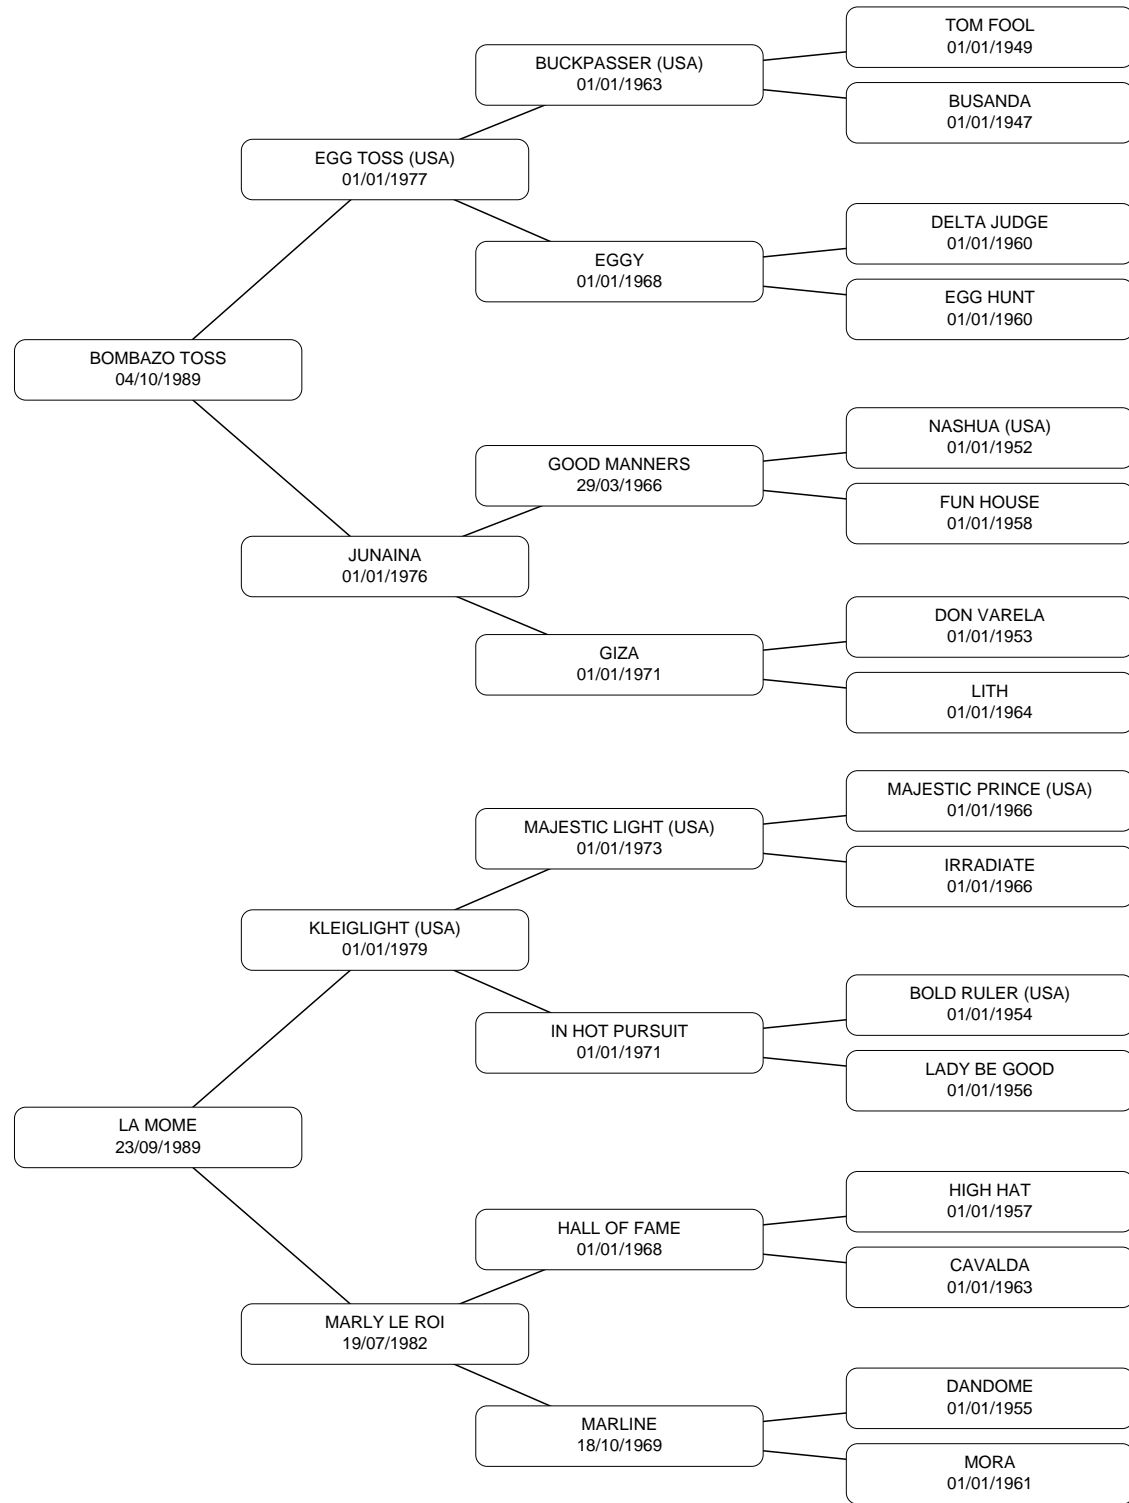 TOM FOOL
01/01/1949
BUCKPASSER (USA)
01/01/1963
BUSANDA
01/01/1947
EGG TOSS (USA)
01/01/1977
DELTA JUDGE
01/01/1960
EGGY
01/01/1968
EGG HUNT
01/01/1960
BOMBAZO TOSS
04/10/1989
NASHUA (USA)
01/01/1952
GOOD MANNERS
29/03/1966
FUN HOUSE
01/01/1958
JUNAINA
01/01/1976
DON VARELA
01/01/1953
GIZA
01/01/1971
LITH
01/01/1964
MAJESTIC PRINCE (USA)
01/01/1966
MAJESTIC LIGHT (USA)
01/01/1973
IRRADIATE
01/01/1966
KLEIGLIGHT (USA)
01/01/1979
BOLD RULER (USA)
01/01/1954
IN HOT PURSUIT
01/01/1971
LADY BE GOOD
01/01/1956
LA MOME
23/09/1989
HIGH HAT
01/01/1957
HALL OF FAME
01/01/1968
CAVALDA
01/01/1963
MARLY LE ROI
19/07/1982
DANDOME
01/01/1955
MARLINE
18/10/1969
MORA
01/01/1961